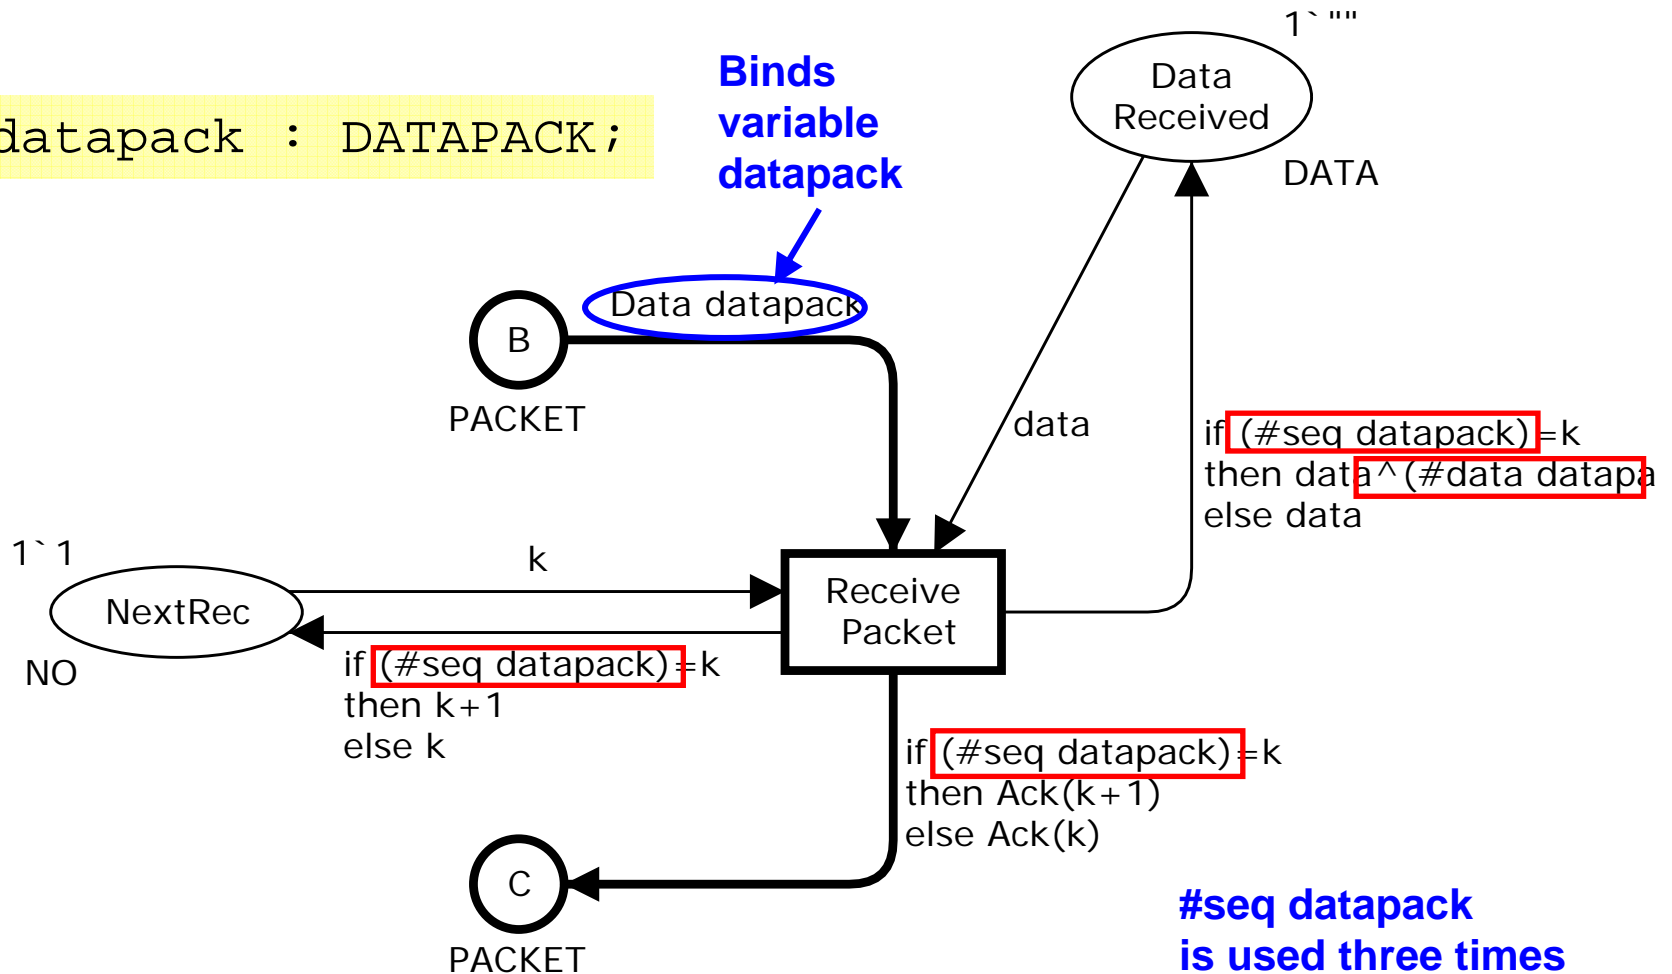 1`""
Binds
variable
datapack
Data
Received
datapack : DATAPACK;
DATA
Data datapack
B
PACKET
data
if (#seq datapack)=k
then data^(#data datapa
else data
1`1
k
NextRec
Receive
Packet
NO
if (#seq datapack)=k
then k+1
else k
if (#seq datapack)=k
then Ack(k+1)
else Ack(k)
C
PACKET
#seq datapack
is used three times